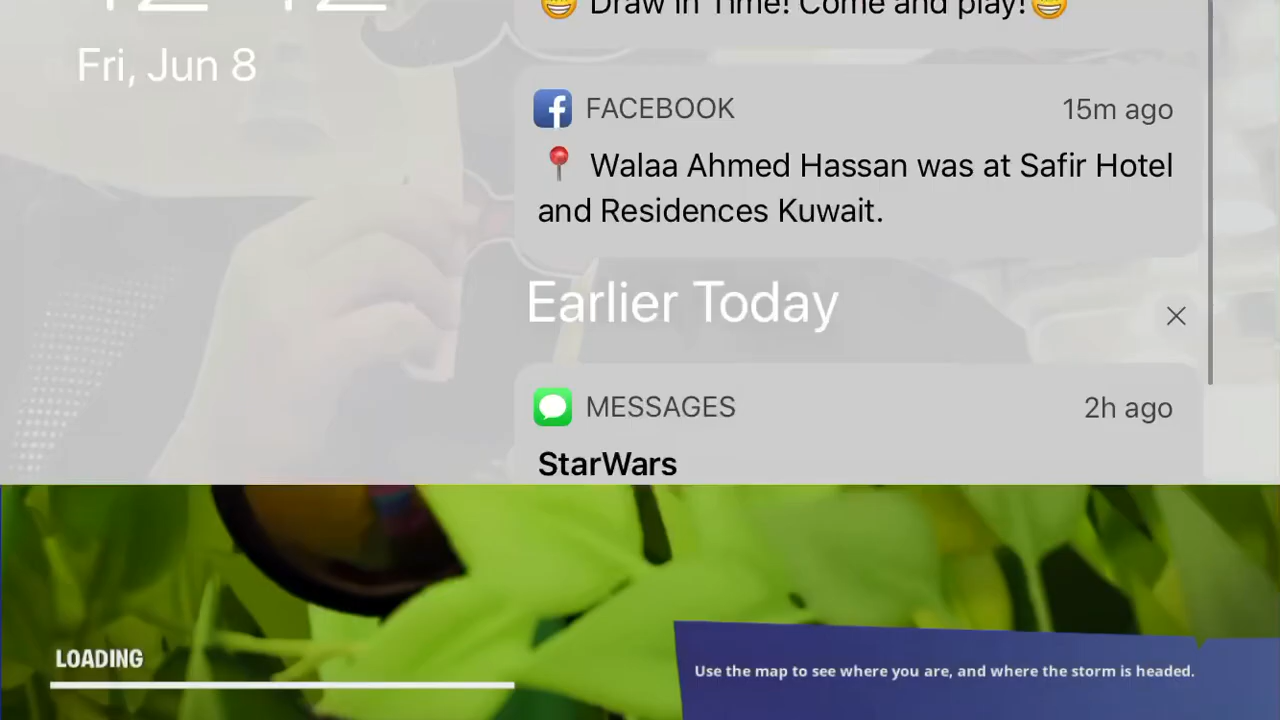 Fri, Jun 8
😁 Draw in Time! Come and play!😁
FACEBOOK
15m ago
📍 Walaa Ahmed Hassan was at Safir Hotel
and Residences Kuwait.
Earlier Today
MESSAGES
2h ago
StarWars
LOADING
Use the map to see where you are, and where the storm is headed.